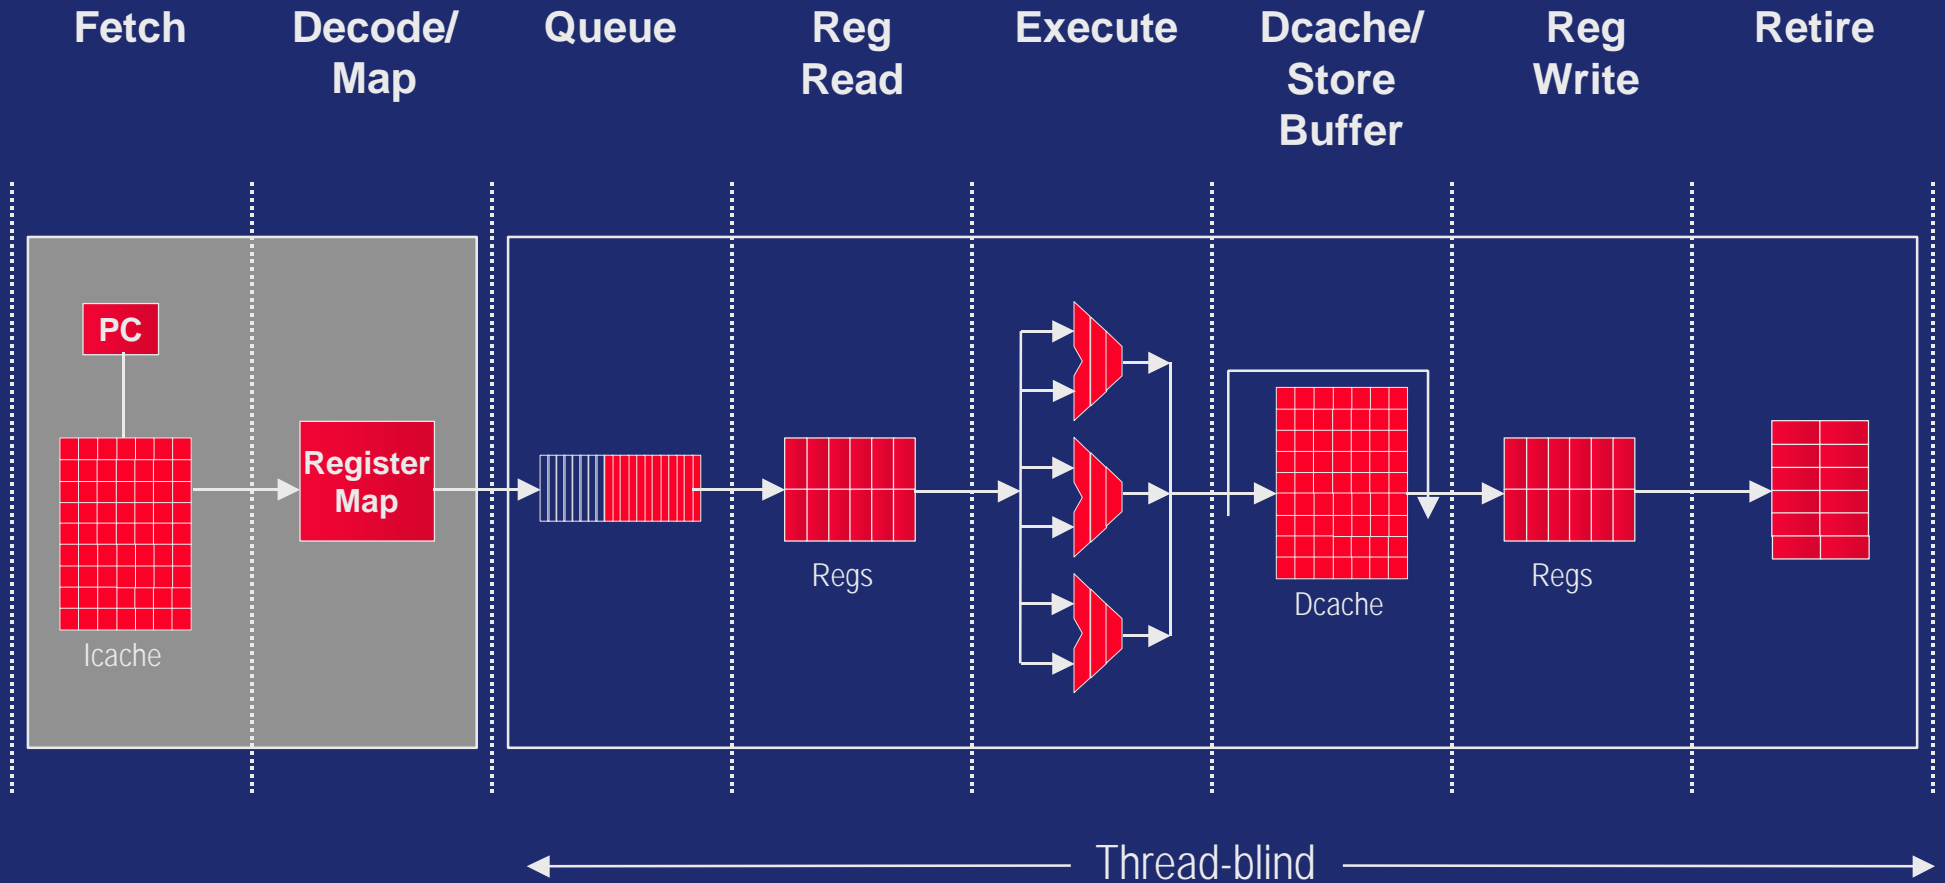 Fetch
Decode/
Map
Queue
Reg
Read
Execute
Dcache/
Store
Buffer
Reg
Write
Retire
PC
Register
Map
Icache
Regs
Dcache
Regs
Thread-blind